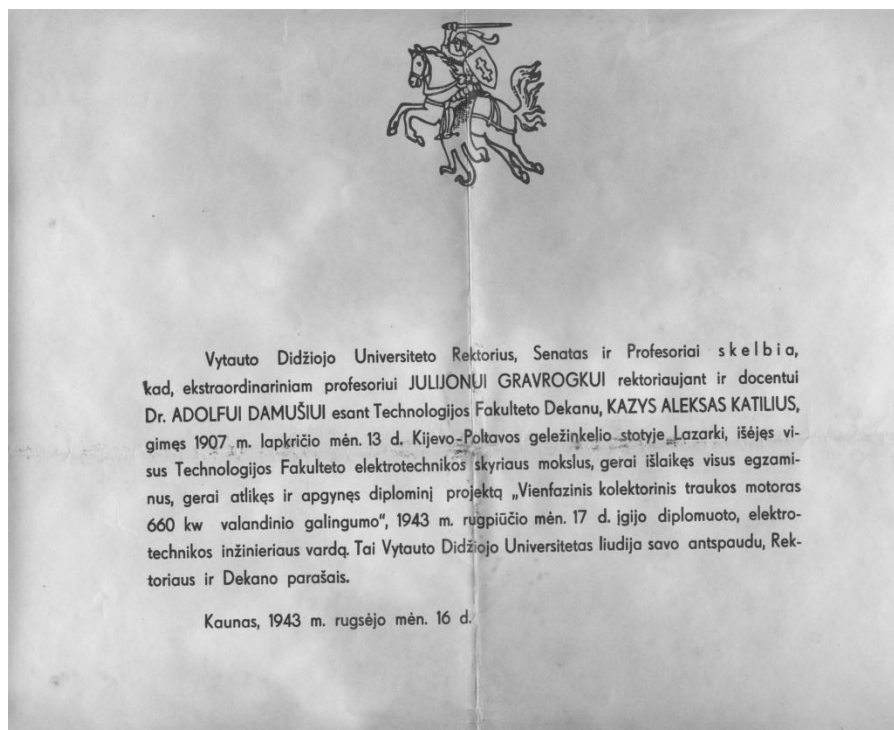 Vytauto Didžiojo Universiteto Rektorius, Senatas ir Profesoriai skelbia,
kad, ekstraordinariniam profesoriui JULIJONUI GRAVROGKUI rektoriaujant ir docentui
Dr. ADOLFUI DAMUŠIUI esant Technologijos Fakulteto Dekanu, KAZYS ALEKSAS KATILIUS,
gimęs 1907 m. lapkričio mėn. 13 d. Kijevo-Poltavos geležinkelio stotyje Lazarki, išėjęs vi-
sus Technologijos Fakulteto elektrotechnikos skyriaus mokslus, gerai išlaikęs visus egzami-
nus, gerai atlikęs ir apgynęs diplominį projektą „Vienfazinis kolektorinis traukos motoras
660 kw valandinio galingumo“, 1943 m. rugpiūčio mėn. 17 d. įgijo diplomuoto, elektro-
technikos inžinieriaus vardą. Tai Vytauto Didžiojo Universitetas liudija savo antspaudu, Rek-
toriaus ir Dekano parašais.
Kaunas, 1943 m. rugsėjo mėn. 16 d.